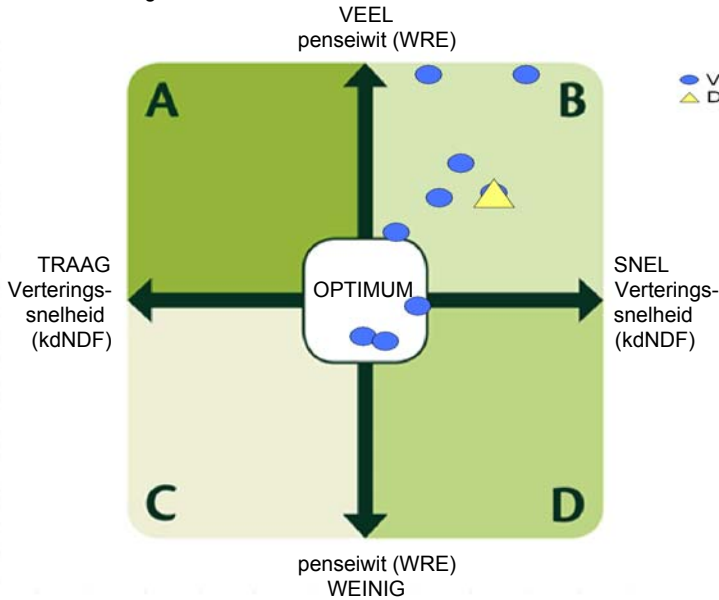 VEEL
penseiwit (WRE)
A
B
V
D
TRAAG
Verterings-
snelheid
(kdNDF)
OPTIMUM
SNEL
Verterings-
snelheid
(kdNDF)
C
D
penseiwit (WRE)
WEINIG